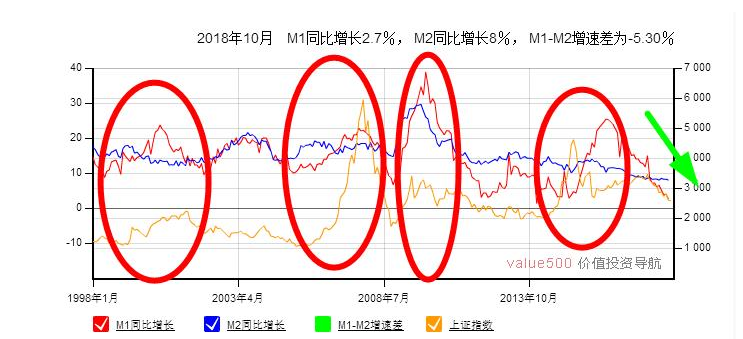 2018年10月 M1同比增长2.7%， M2同比增长8%， M1-M2增速差为-5.30%
40 7 000
30 6 000
20 5 000
10 4 000
0 3 000
-10 2 000
1 000
value500 价值投资导航
1998年1月 2003年4月 2008年7月 2013年10月
M1同比增长 M2同比增长 M1-M2增速差 上证指数